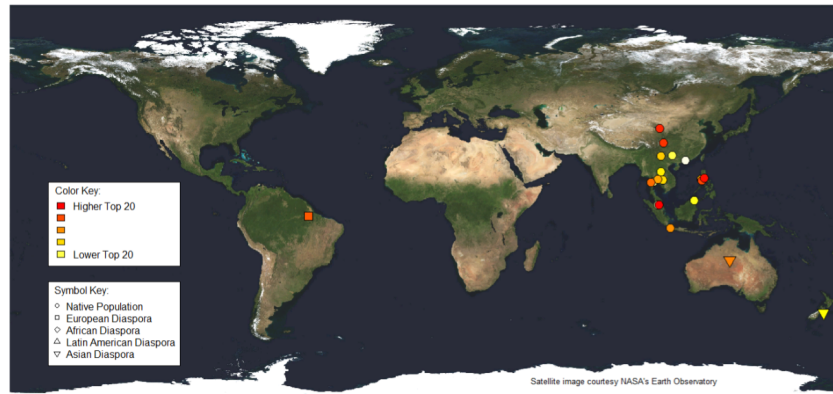 Color Key:
Higher Top 20
Lower Top 20
Symbol Key:
Native Population
European Diaspora
African Diaspora
Latin American Diaspora
Asian Diaspora
Satellite image courtesy NASA's Earth Observatory